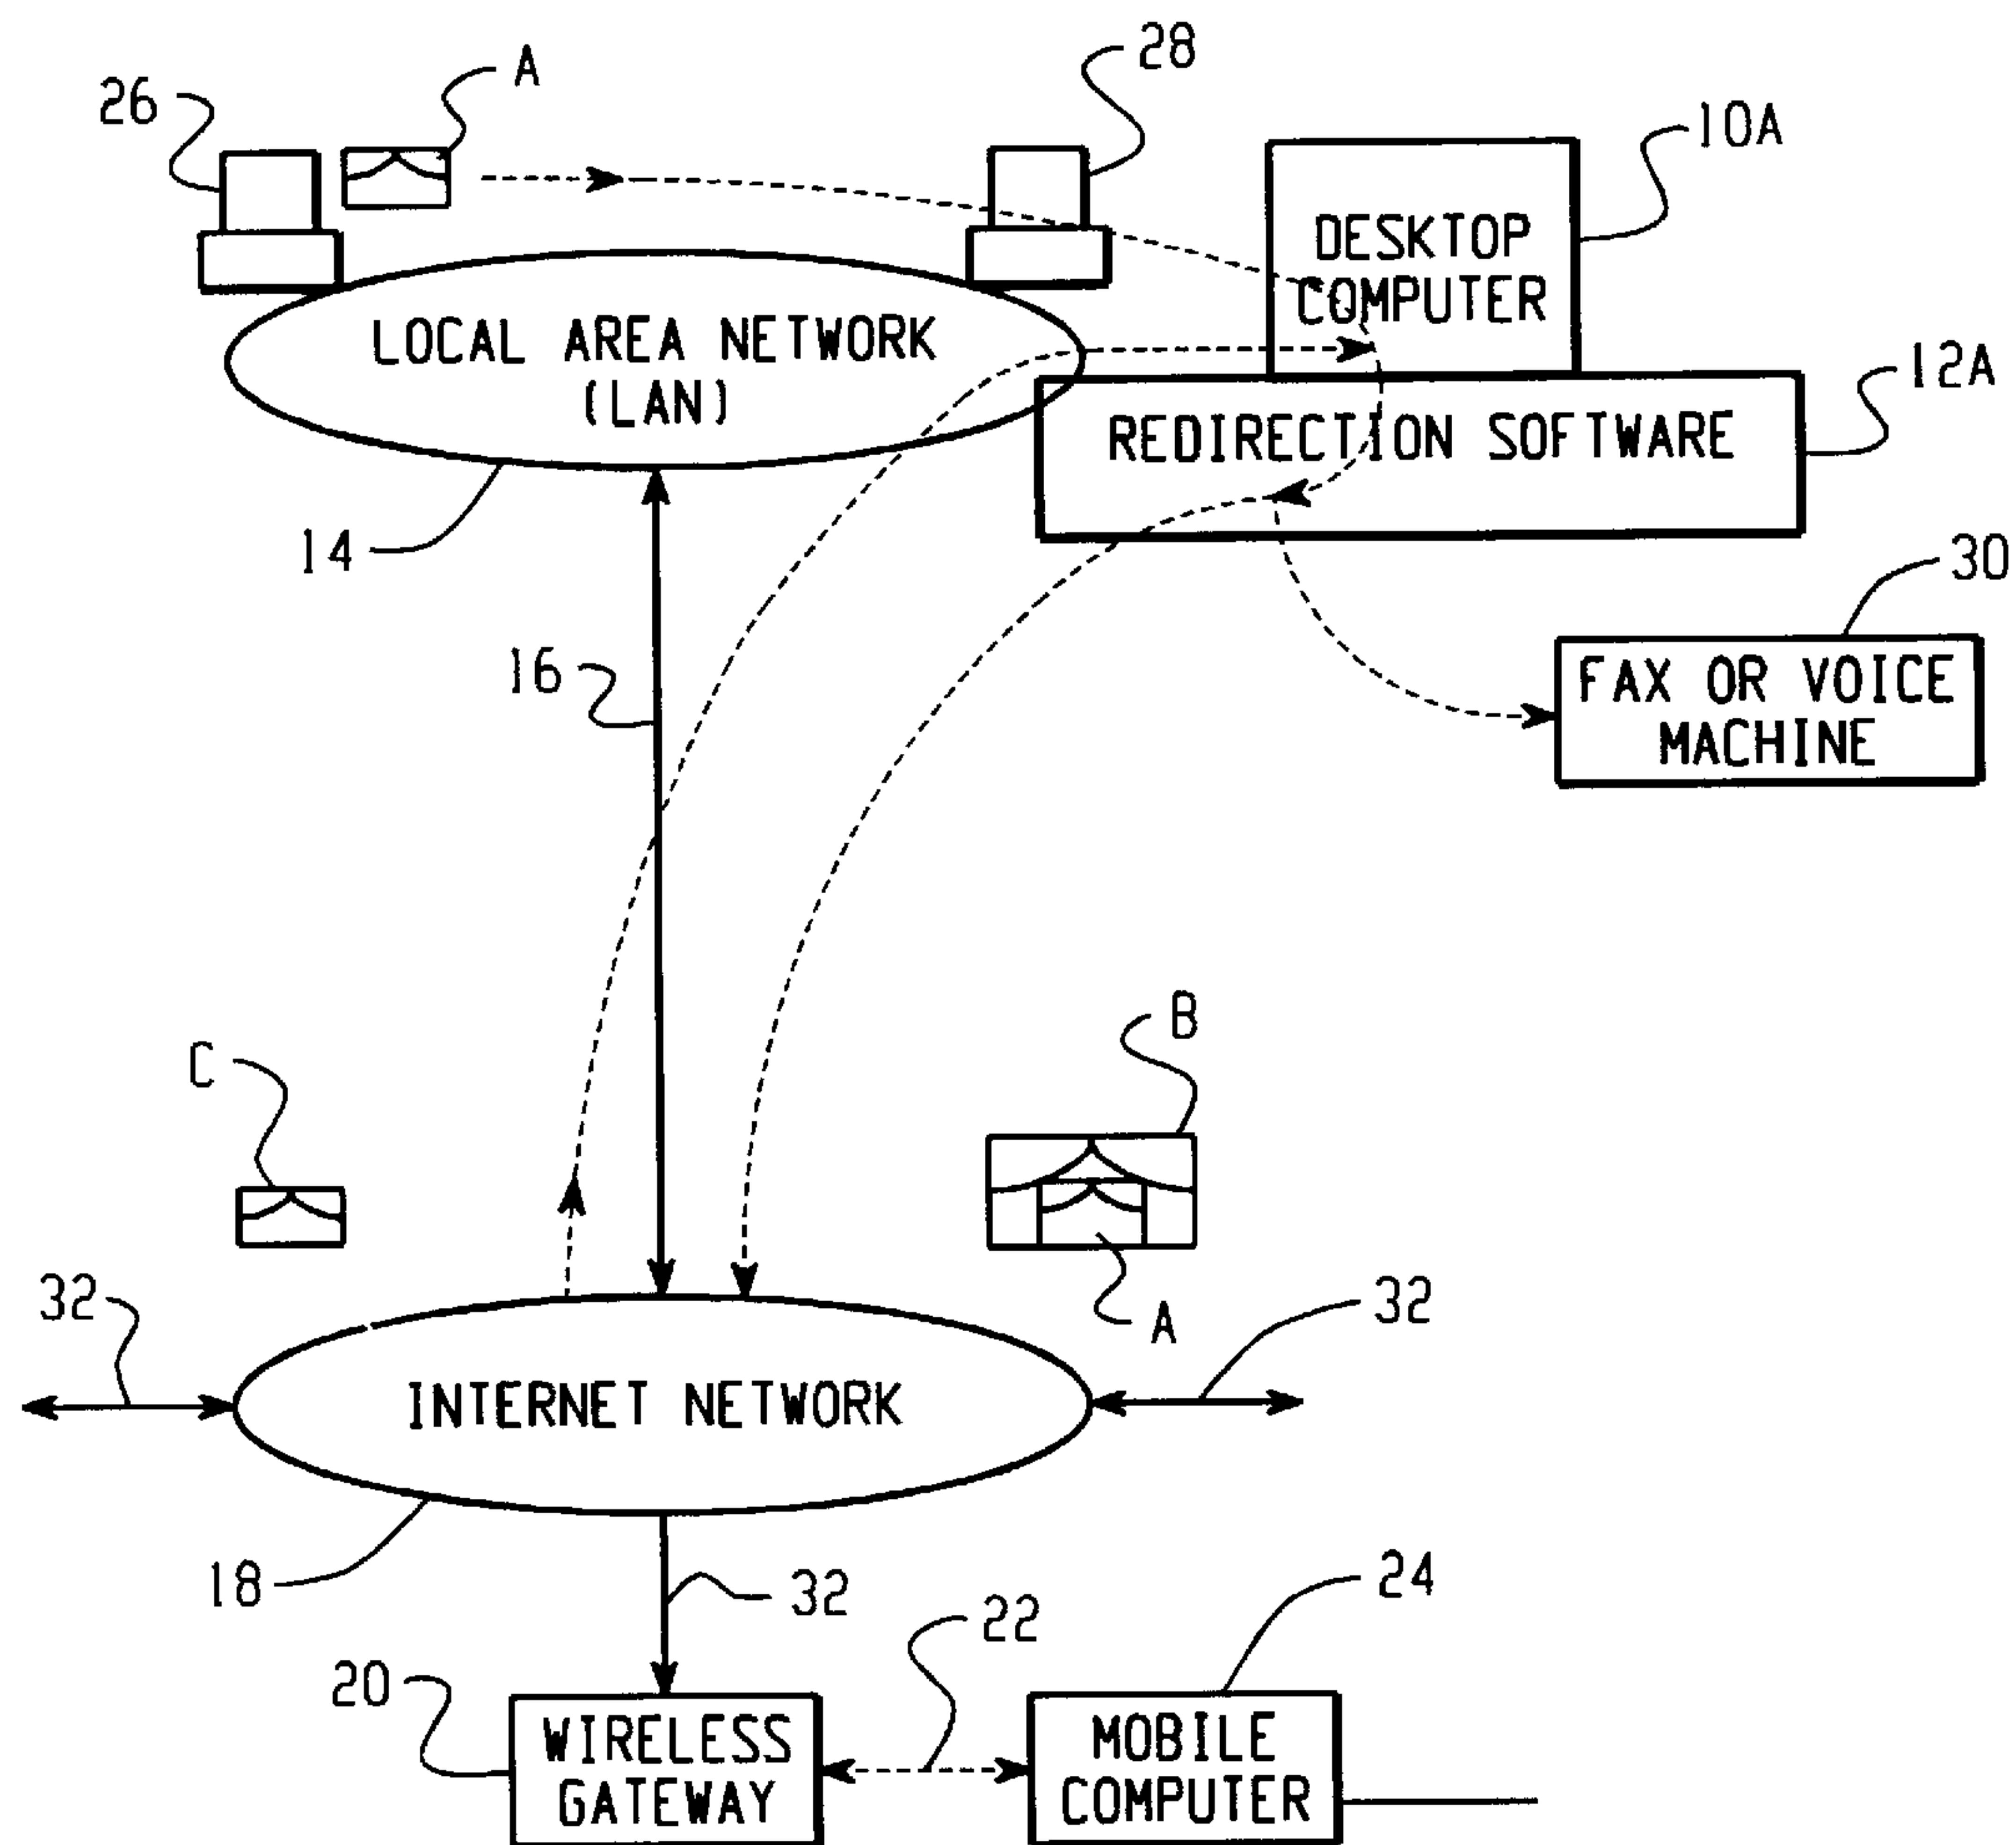 26
A
28
10A
DESKTOP
COMPUTER
LOCAL AREA NETWORK
(LAN)
12A
REDIRECTION SOFTWARE
14
30
16
FAX OR VOICE
MACHINE
B
C
32
A
32
INTERNET NETWORK
18
32
24
22
20
WIRELESS
GATEWAY
MOBILE
COMPUTER